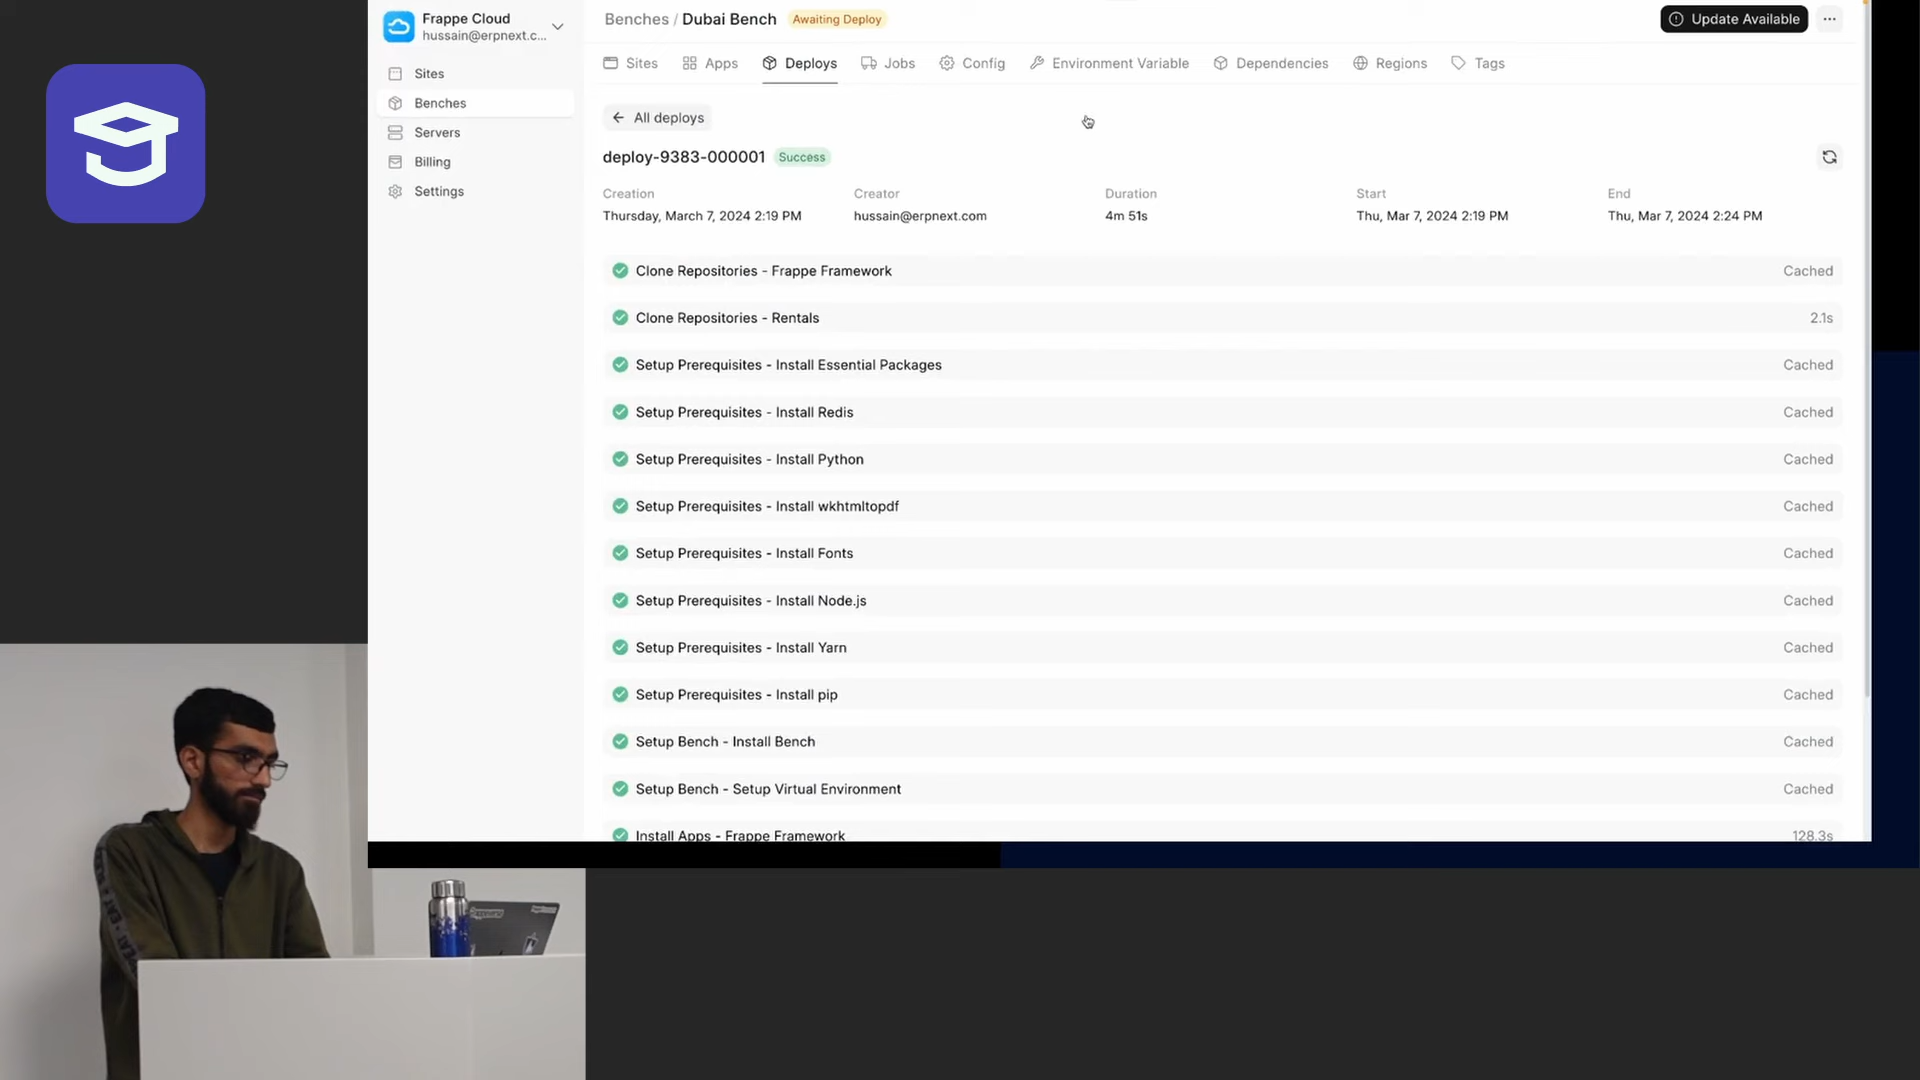 Frappe Cloud
hussain@erpnext.c...
Sites
Benches
Servers
Billing
Settings
Benches / Dubai Bench Awaiting Deploy
Update Available
Sites Apps Deploys Jobs Config Environment Variable Dependencies Regions Tags
All deploys
deploy-9383-000001 Success
Creation Creator Duration Start End
Thursday, March 7, 2024 2:19 PM hussain@erpnext.com 4m 51s Thu, Mar 7, 2024 2:19 PM Thu, Mar 7, 2024 2:24 PM
Clone Repositories - Frappe Framework Cached
Clone Repositories - Rentals 2.1s
Setup Prerequisites - Install Essential Packages Cached
Setup Prerequisites - Install Redis Cached
Setup Prerequisites - Install Python Cached
Setup Prerequisites - Install wkhtmltopdf Cached
Setup Prerequisites - Install Fonts Cached
Setup Prerequisites - Install Node.js Cached
Setup Prerequisites - Install Yarn Cached
Setup Prerequisites - Install pip Cached
Setup Bench - Install Bench Cached
Setup Bench - Setup Virtual Environment Cached
Install Apps - Frappe Framework 128.3s